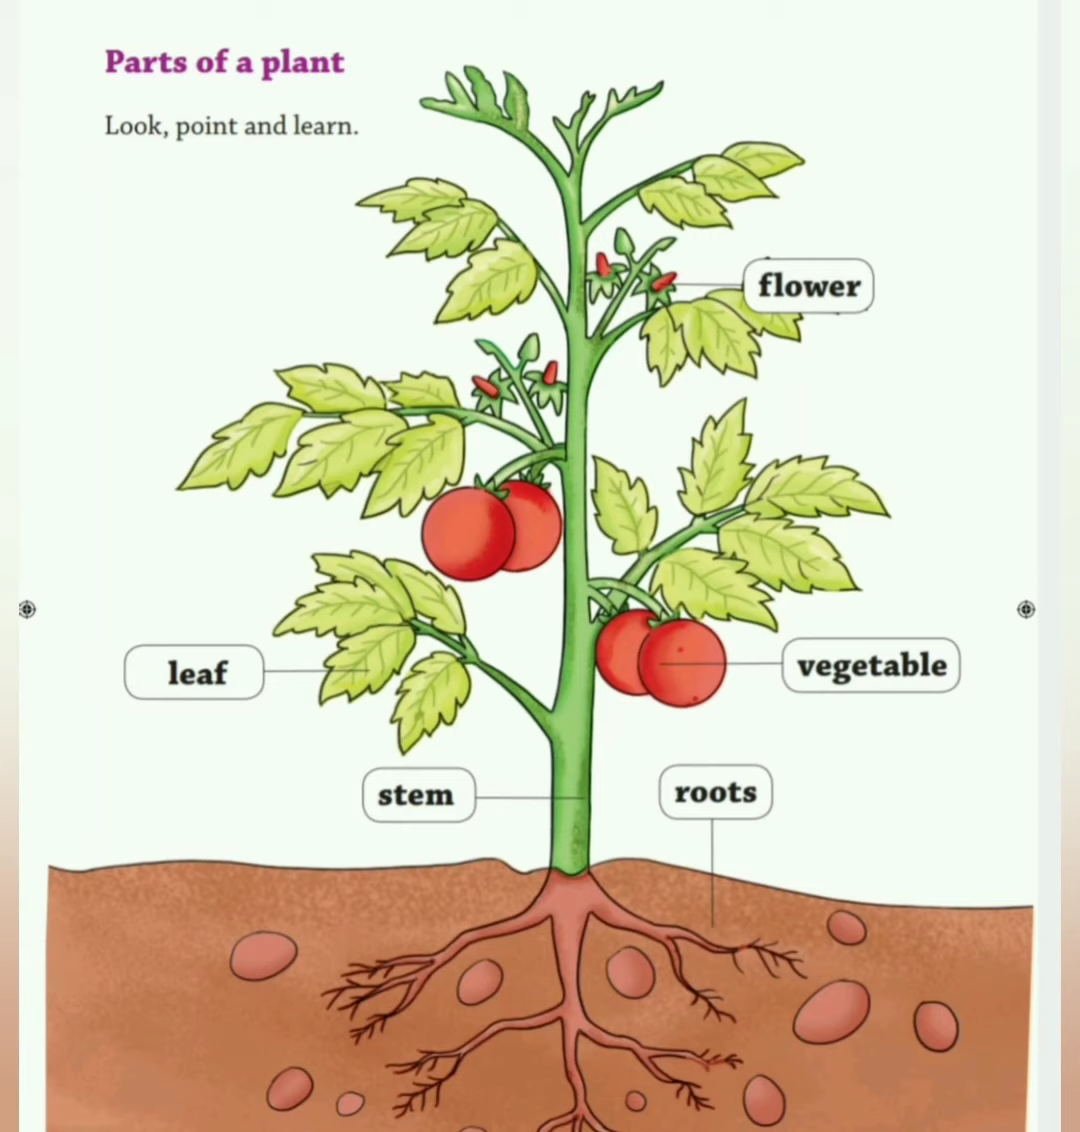 Parts of a plant
Look, point and learn.
flower
leaf
vegetable
stem
roots